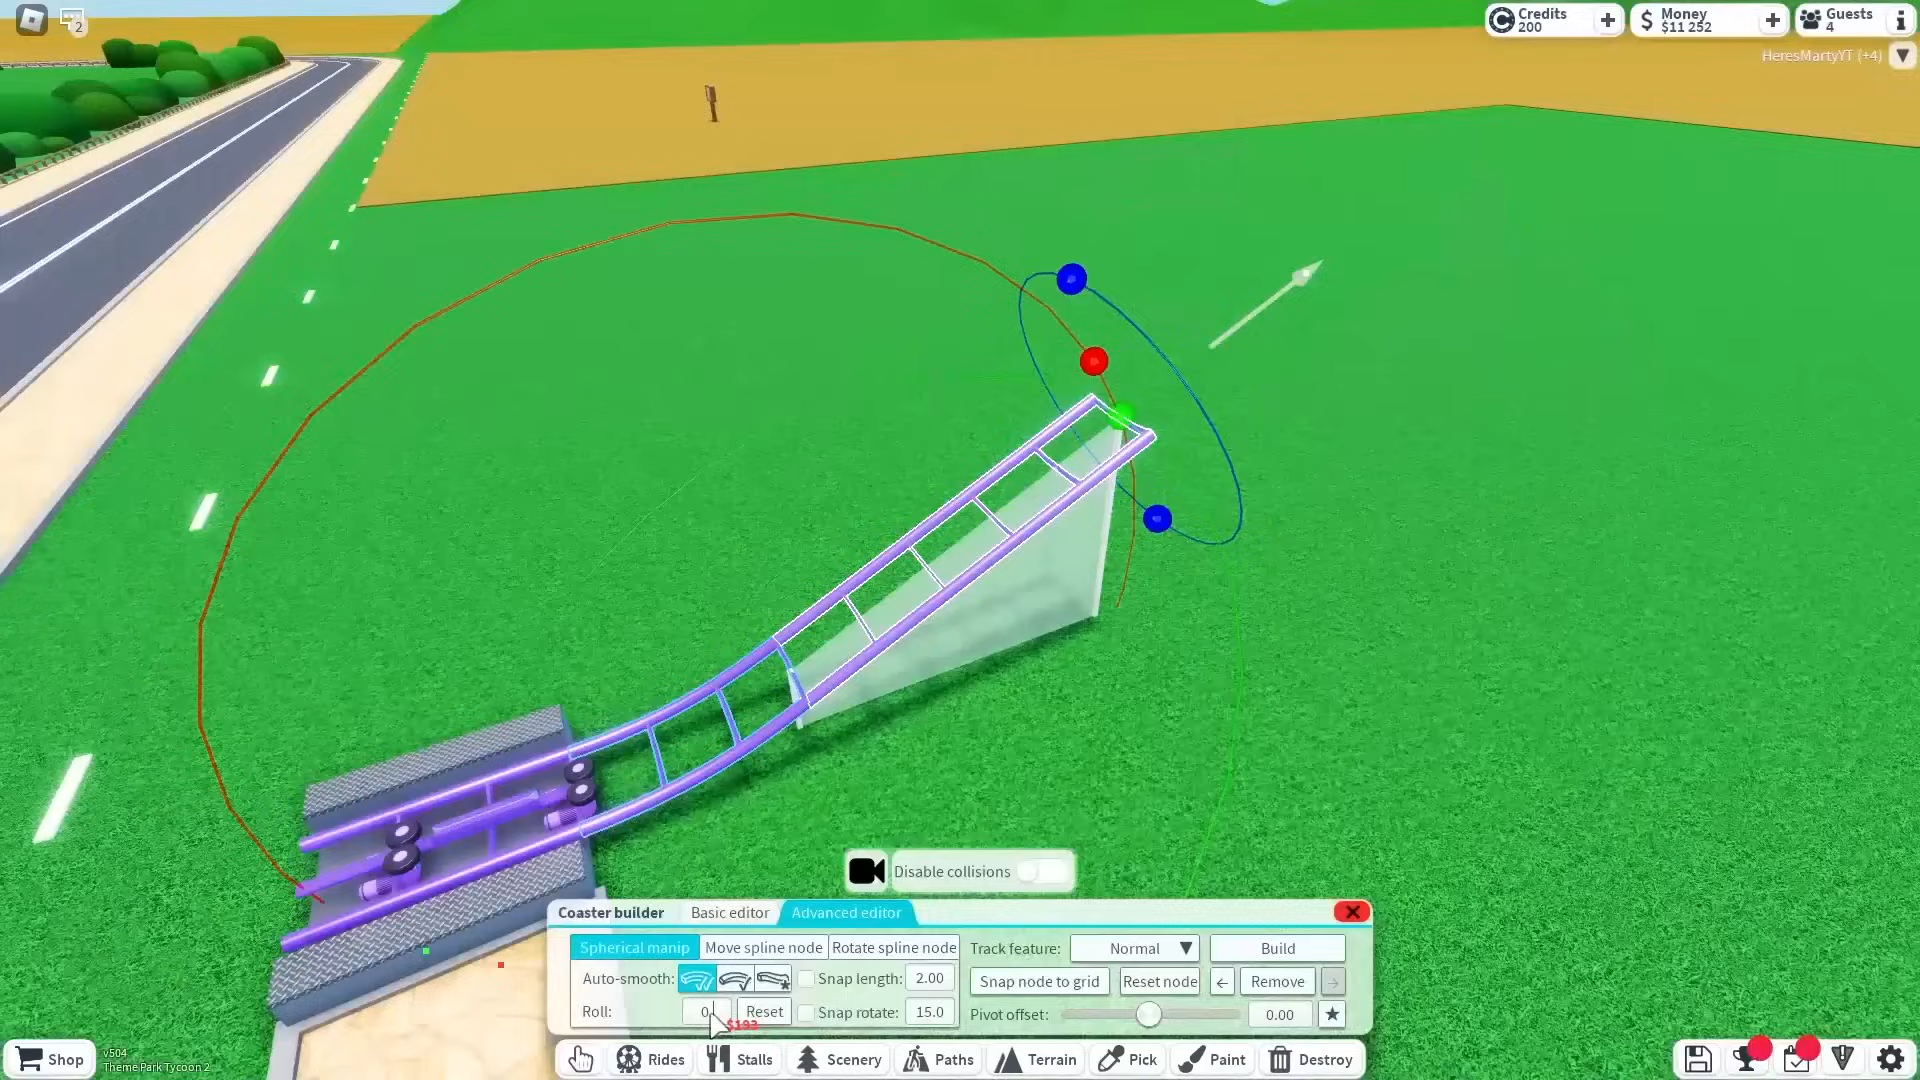 2
Credits
200
+
$
Money
$11 252
+
Guests
4
HeresMartyYT (+4)
Disable collisions
Coaster builder
Basic editor
Advanced editor
Spherical manip
Move spline node
Rotate spline node
Track feature:
Normal
Build
Auto-smooth:
Snap length:
2.00
Snap node to grid
Reset node
Remove
Roll:
0
Reset
Snap rotate:
15.0
Pivot offset:
0.00
$193
Shop
v504
Theme Park Tycoon 2
Rides
Stalls
Scenery
Paths
Terrain
Pick
Paint
Destroy